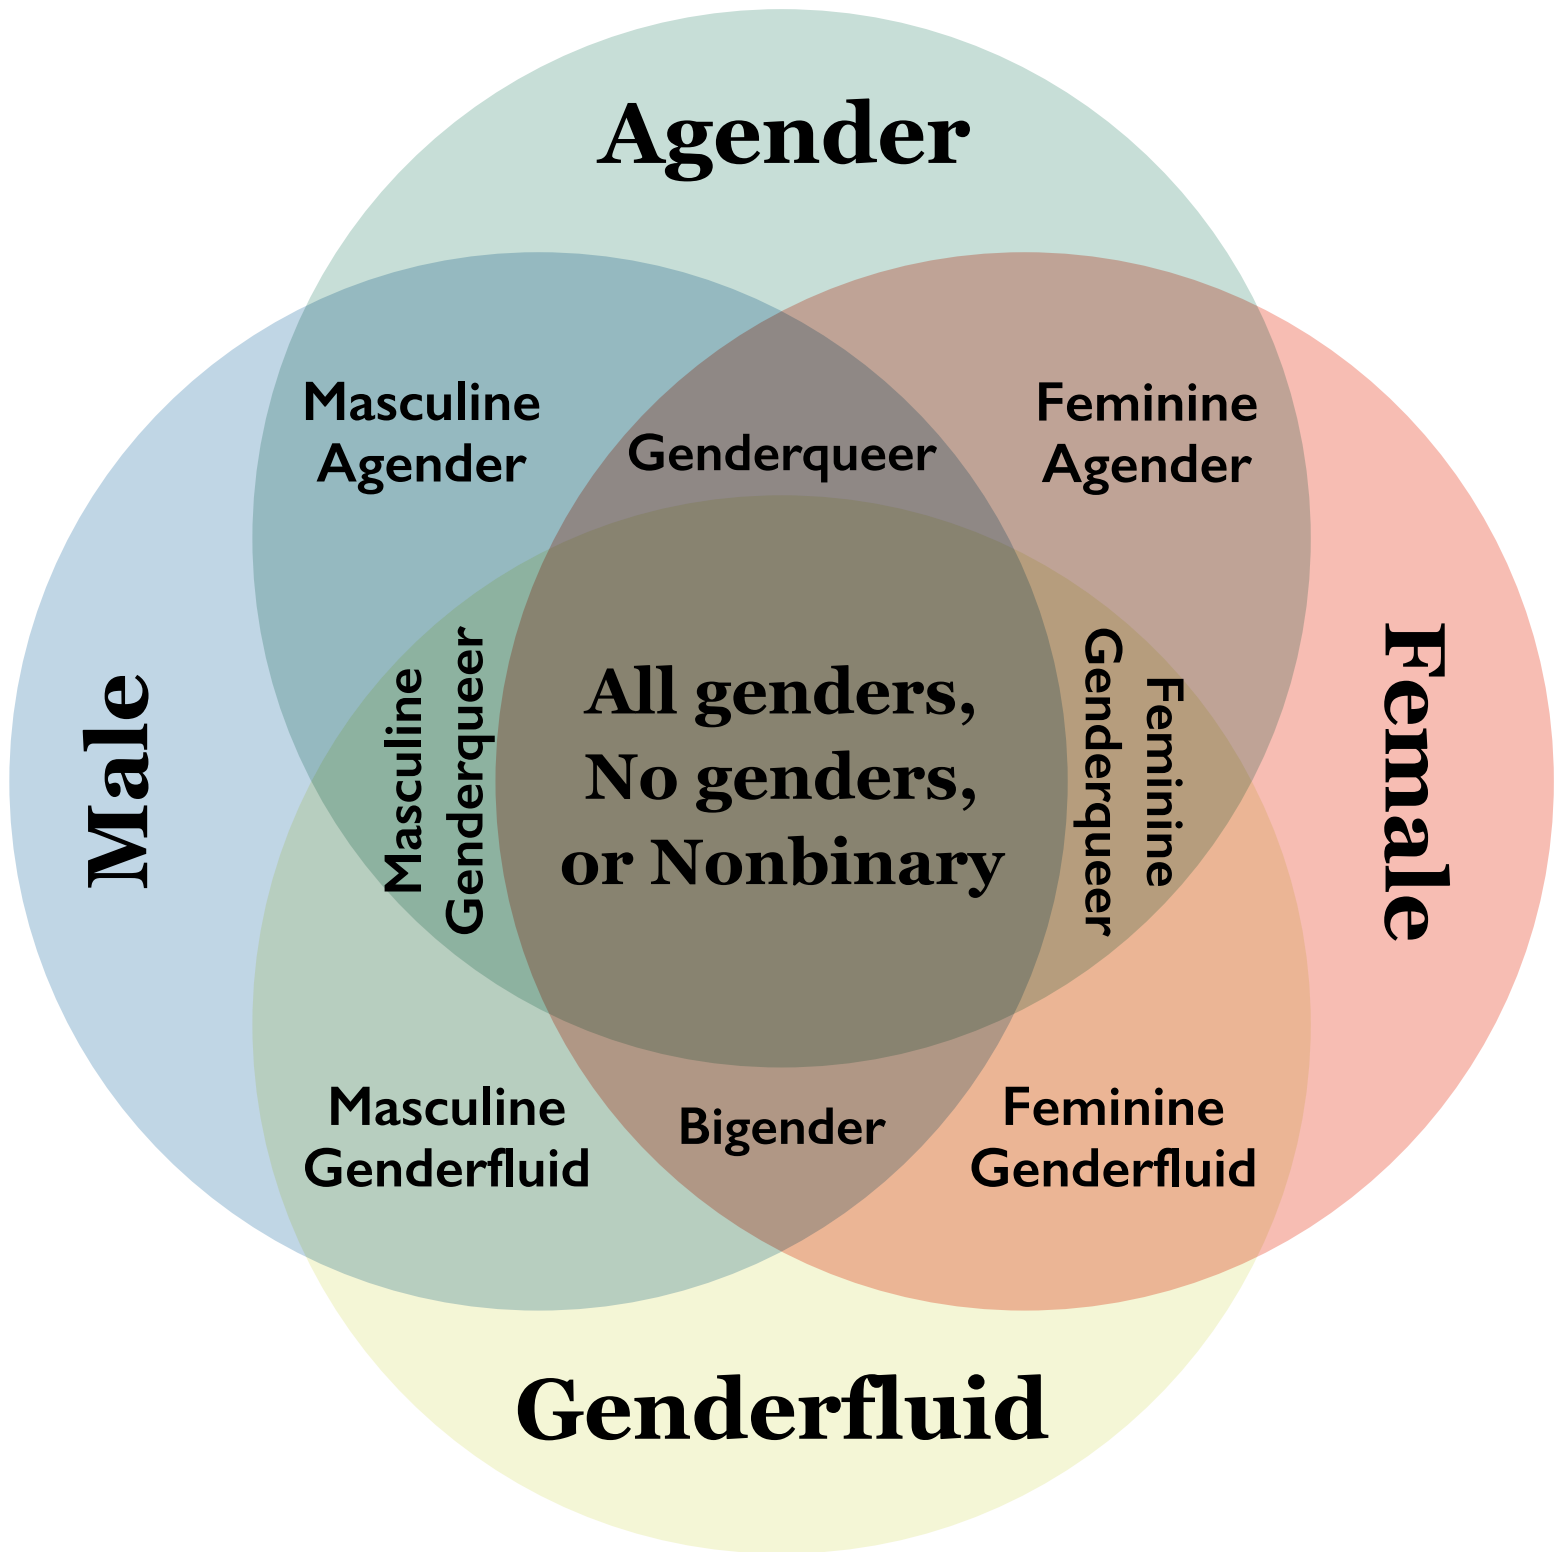 Agender
Masculine
Agender
Genderqueer
Feminine
Agender
Male
Masculine
Genderqueer
All genders,
No genders,
or Nonbinary
Feminine
Genderqueer
Female
Masculine
Genderfluid
Bigender
Feminine
Genderfluid
Genderfluid